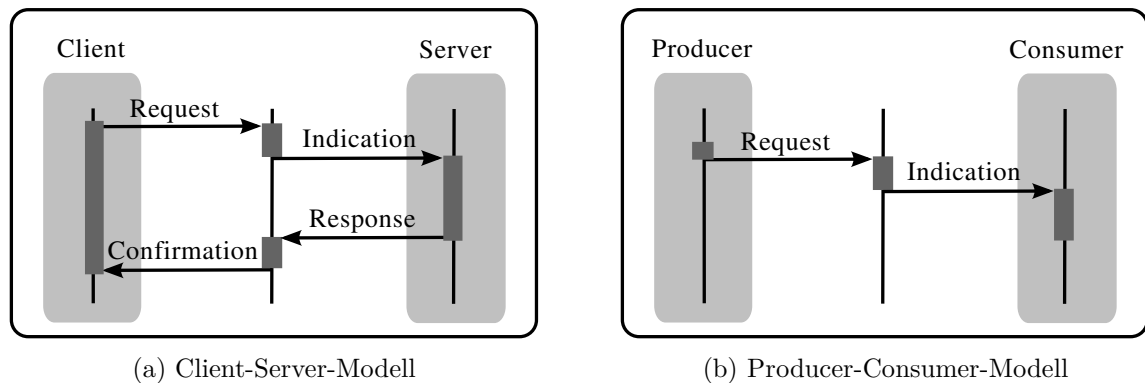 Client
Server
Request
Indication
Response
Confirmation
(a) Client-Server-Modell
Producer
Consumer
Request
Indication
(b) Producer-Consumer-Modell